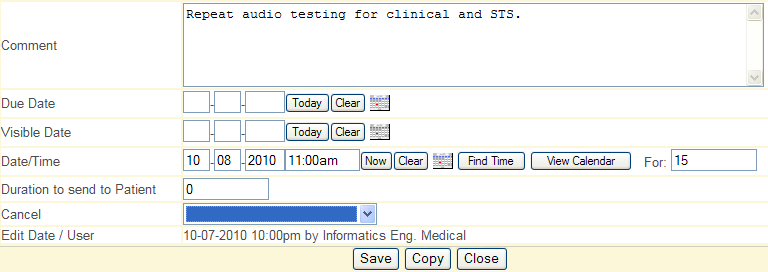 Comment Repeat audio testing for clinical and STS.
Due Date - - Today Clear
Visible Date - - Today Clear
Date/Time 10 - 08 - 2010 11:00am Now Clear Find Time View Calendar For: 15
Duration to send to Patient 0
Cancel
Edit Date / User 10-07-2010 10:00pm by Informatics Eng. Medical
Save Copy Close